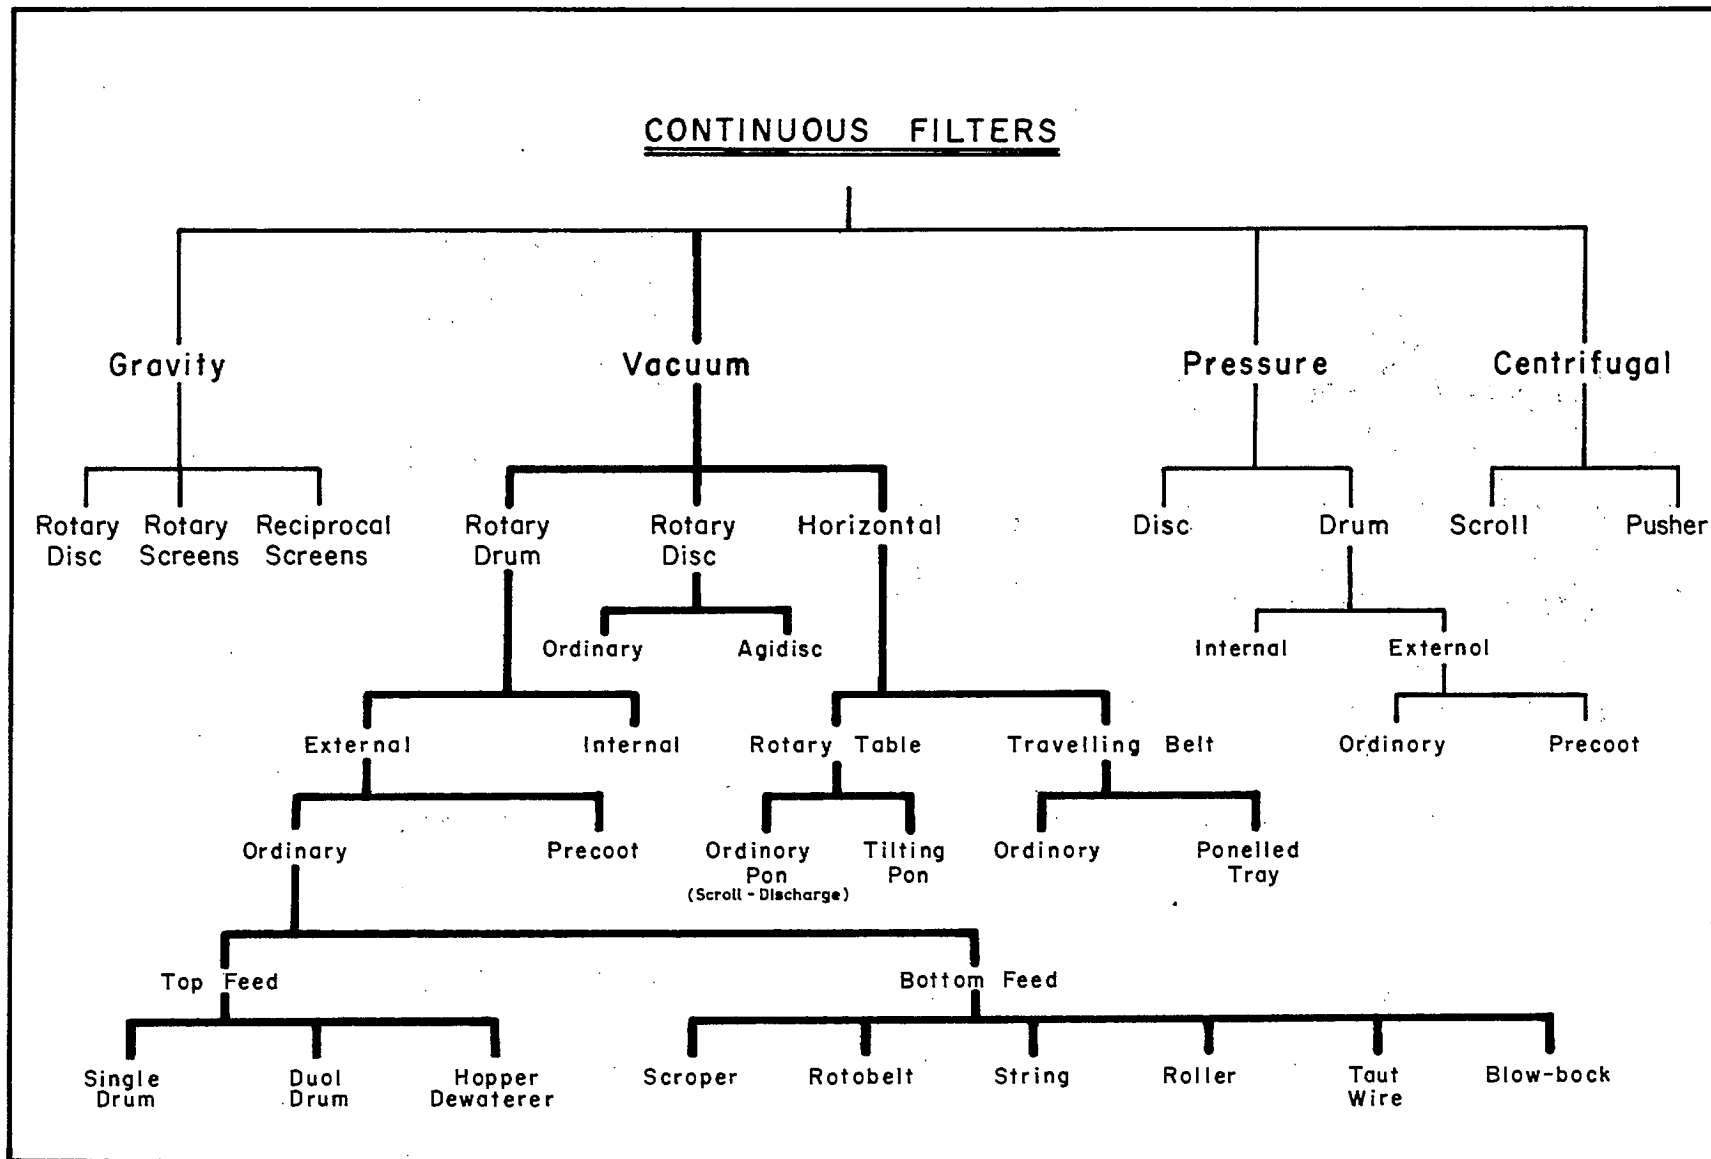 CONTINUOUS FILTERS
Gravity
Vacuum
Pressure
Centrifugal
Rotary
Disc
Rotary
Screens
Reciprocal
Screens
Rotary
Drum
Rotary
Disc
Horizontal
Disc
Drum
Scroll
Pusher
Ordinary
Agidisc
Internal
Externol
External
Internal
Rotary Table
Travelling Belt
Ordinory
Precoot
Ordinary
Precoot
Ordinory
Pon
(Scroll - Discharge)
Tilting
Pon
Ordinory
Ponelled
Tray
Top Feed
Bottom Feed
Single
Drum
Duol
Drum
Hopper
Dewaterer
Scroper
Rotobelt
String
Roller
Taut
Wire
Blow-bock